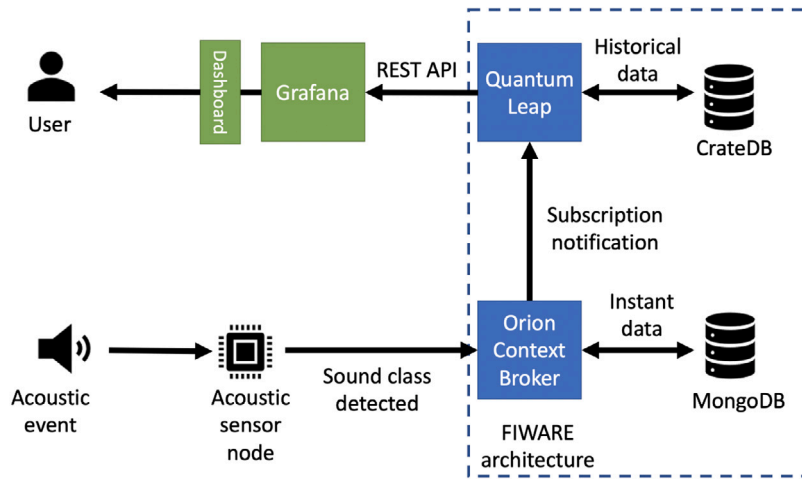 User
Dashboard
Grafana
REST API
Quantum
Leap
Historical
data
CrateDB
Subscription
notification
Acoustic
event
Acoustic
sensor
node
Sound class
detected
Orion
Context
Broker
Instant
data
MongoDB
FIWARE
architecture